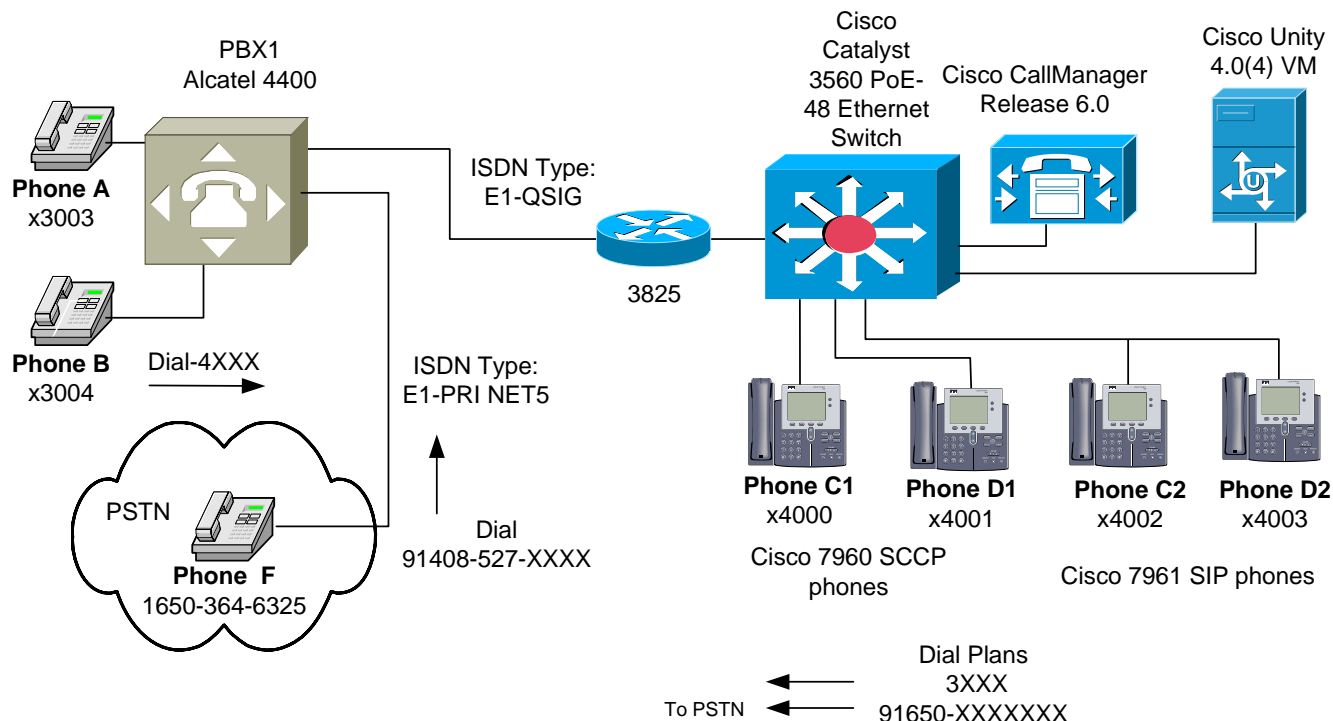 PBX1
Alcatel 4400
Cisco
Catalyst
3560 PoE-
48 Ethernet
Switch
Cisco CallManager
Release 6.0
Cisco Unity
4.0(4) VM
ISDN Type:
E1-QSIG
U
Phone A
x3003
3825
Phone B
x3004
Dial-4XXX
ISDN Type:
E1-PRI NET5
PSTN
Phone F
1650-364-6325
Dial
91408-527-XXXX
Phone C1
x4000
Phone D1
x4001
Phone C2
x4002
Phone D2
x4003
Cisco 7960 SCCP
phones
Cisco 7961 SIP phones
Dial Plans
3XXX
To PSTN
91650-XXXXXXX